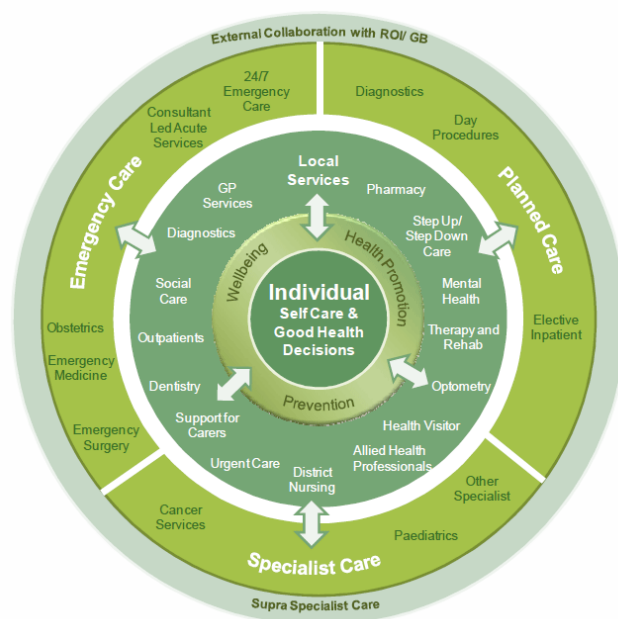 External Collaboration with ROI/ GB
24/7
Emergency
Care
Consultant
Led Acute
Services
Emergency Care
Obstetrics
Emergency
Medicine
Emergency
Surgery
Diagnostics
Day
Procedures
Planned Care
Elective
Inpatient
Local
Services
GP
Services
Diagnostics
Social
Care
Outpatients
Dentistry
Support for
Carers
Urgent Care
District
Nursing
Pharmacy
Step Up/
Step Down
Care
Mental
Health
Therapy and
Rehab
Optometry
Health Visitor
Allied Health
Professionals
Wellbeing
Health Promotion
Prevention
Individual
Self Care &
Good Health
Decisions
Cancer
Services
Specialist Care
Paediatrics
Other
Specialist
Supra Specialist Care